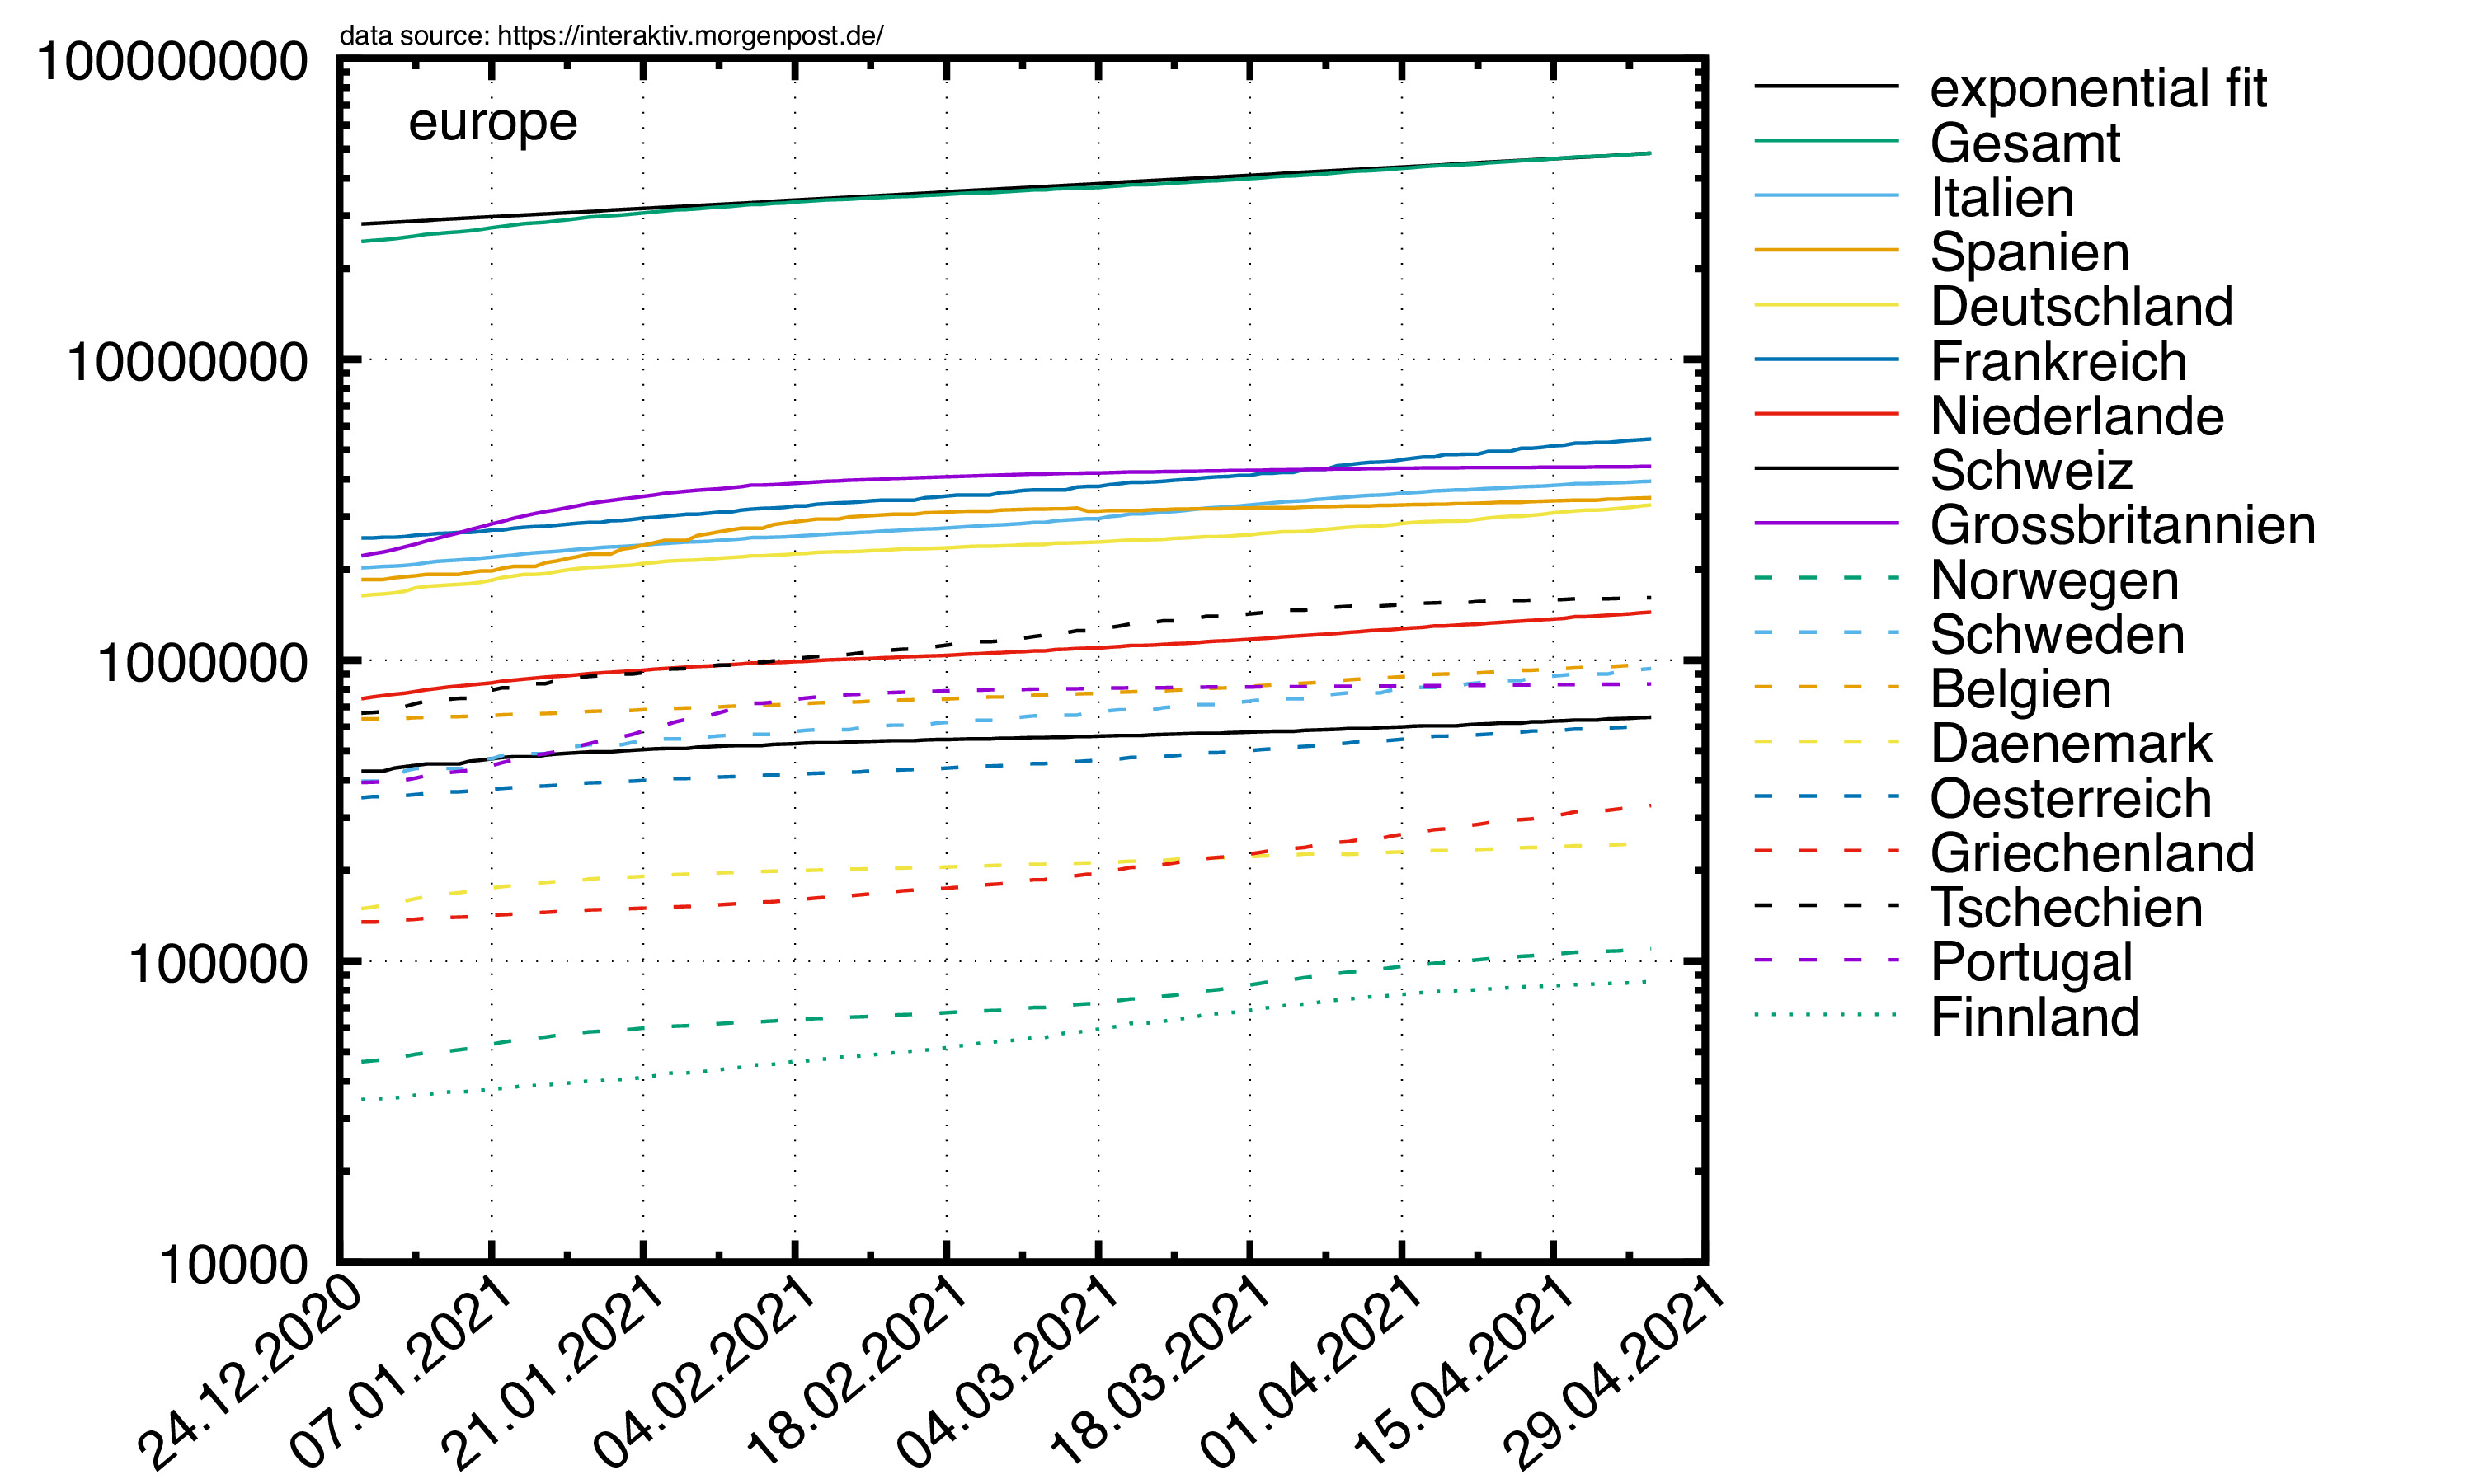 data source: https://interaktiv.morgenpost.de/
100000000
10000000
1000000
100000
10000
europe
exponential fit
Gesamt
Italien
Spanien
Deutschland
Frankreich
Niederlande
Schweiz
Grossbritannien
Norwegen
Schweden
Belgien
Daenemark
Oesterreich
Griechenland
Tschechien
Portugal
Finnland
24.12.2020
07.01.2021
21.01.2021
04.02.2021
18.02.2021
04.03.2021
18.03.2021
01.04.2021
15.04.2021
29.04.2021